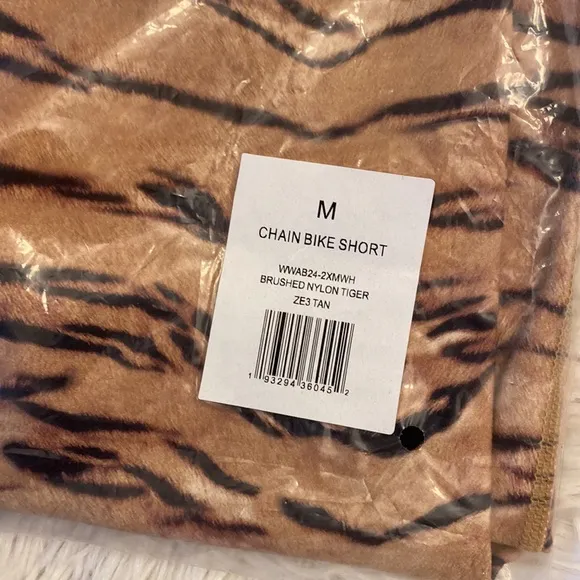 M
CHAIN BIKE SHORT
WWAB24-2XMWH
BRUSHED NYLON TIGER
ZE3 TAN
1 93294 36045 2